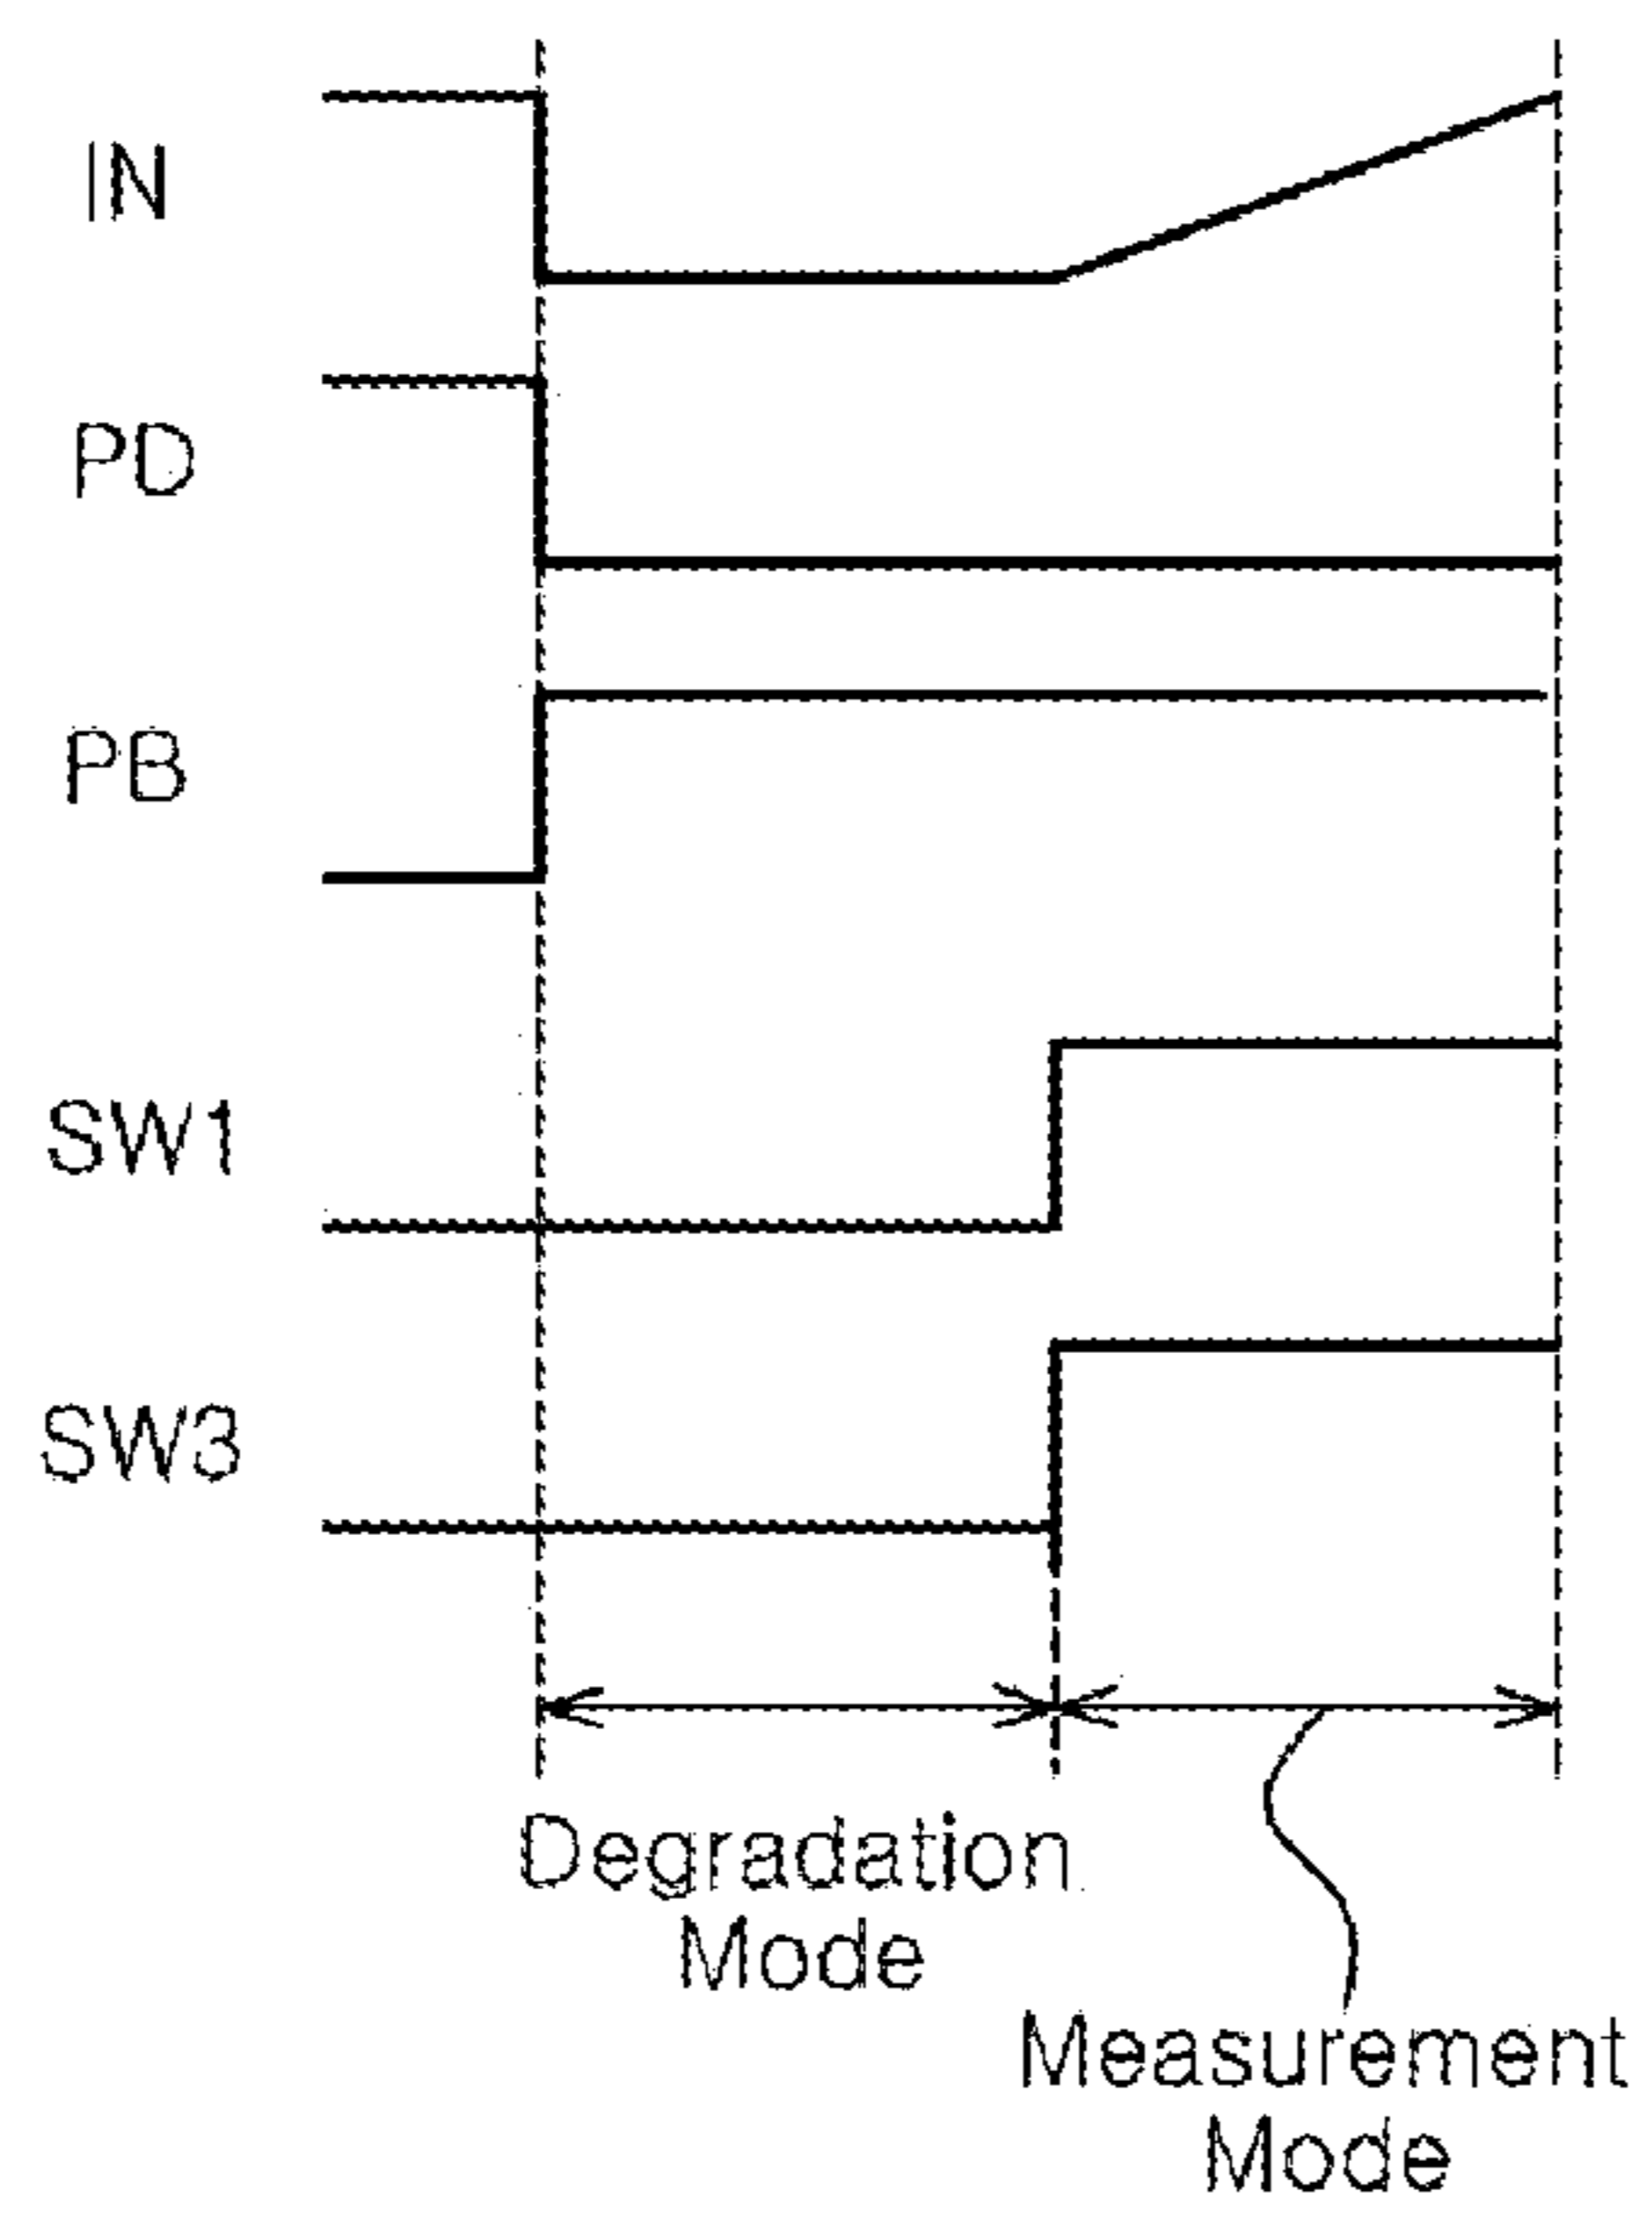 IN
PD
PB
SW1
SW3
Degradation
Mode
Measurement
Mode